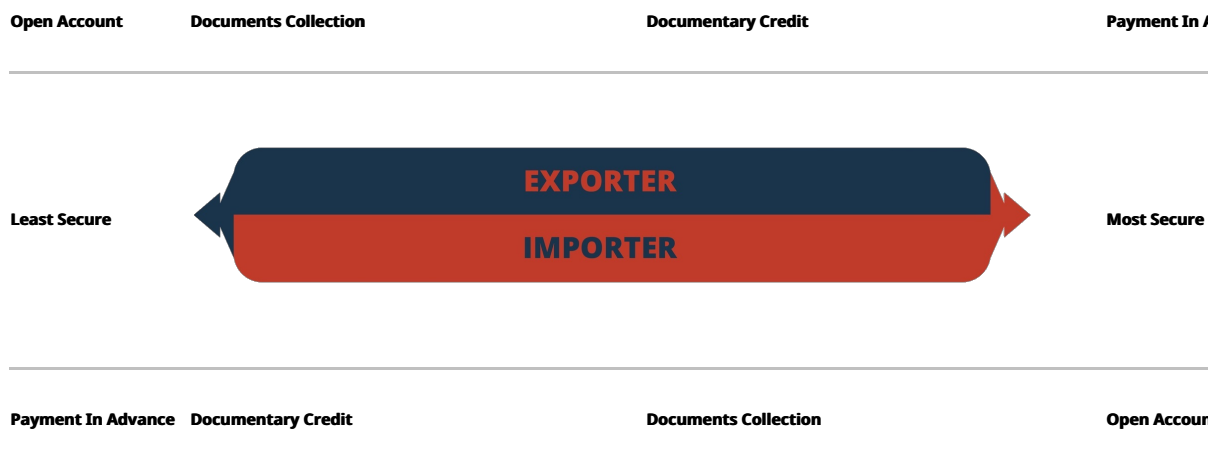 Open Account Documents Collection Documentary Credit Payment In
EXPORTER
Least Secure Most Secure
IMPORTER
Payment In Advance Documentary Credit Documents Collection Open